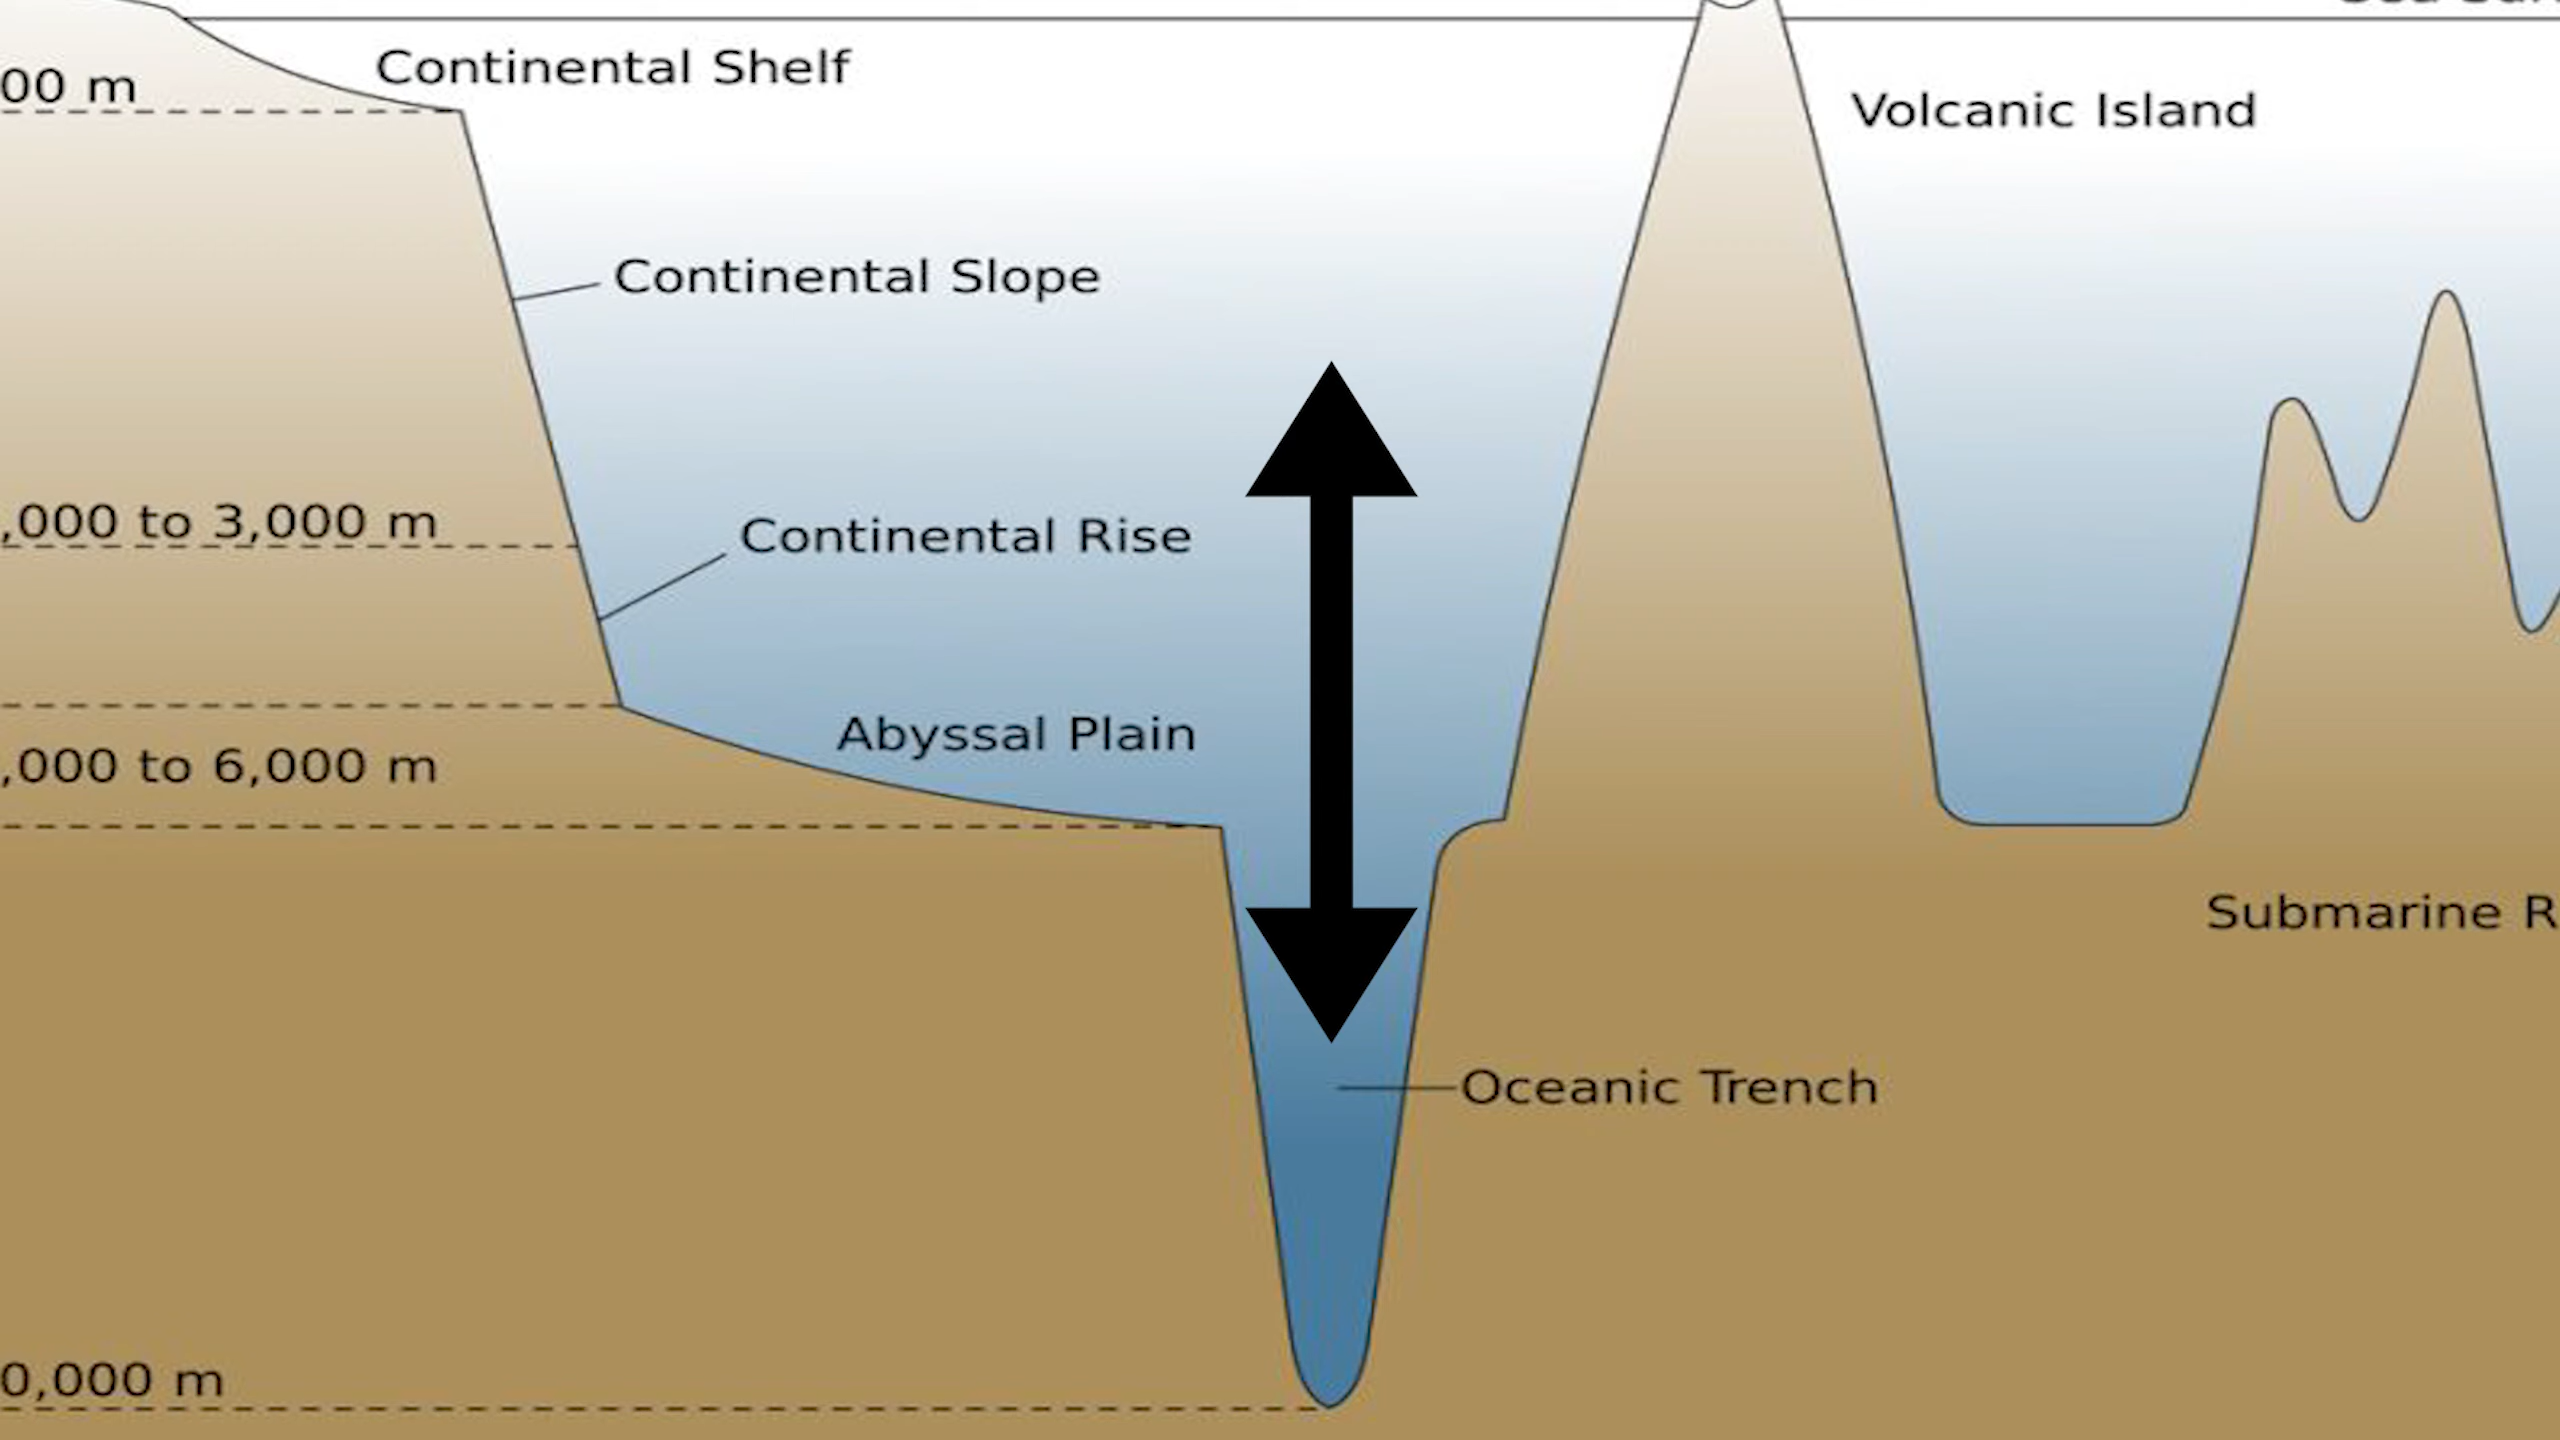 Continental Shelf
00 m
Volcanic Island
Continental Slope
,000 to 3,000 m
Continental Rise
Abyssal Plain
,000 to 6,000 m
Submarine R
Oceanic Trench
0,000 m